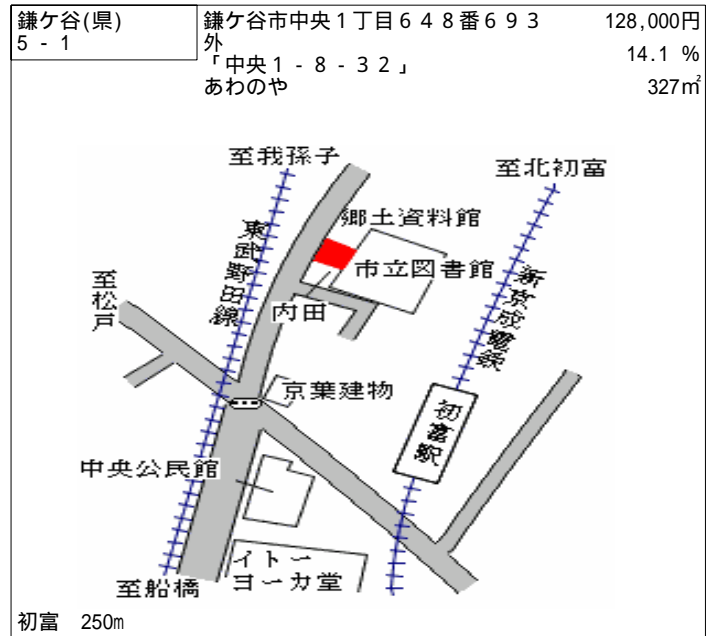 鎌ケ谷(県)
5 - 1
鎌ケ谷市中央１丁目６４８番６９３
外
「中央１-８-３２」
あわのや
128,000円
14.1 %
327㎡
至我孫子
至北初富
郷土資料館
東武野田線
市立図書館
新京成電鉄
至松戸
内田
京葉建物
初富駅
中央公民館
イトー
ヨーカ堂
至船橋
初富 250m